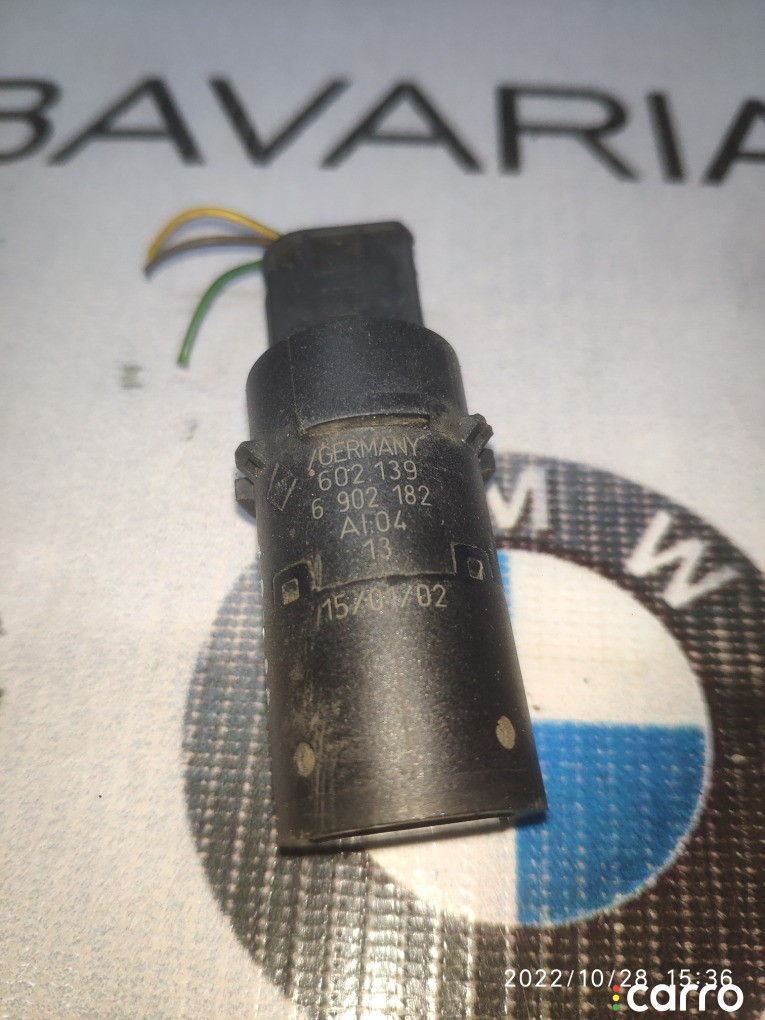 BAVARIA
GERMANY
602 139
6 902 182
AI 04
13
15/01/02
M W
2022/10/28 15:36
carro